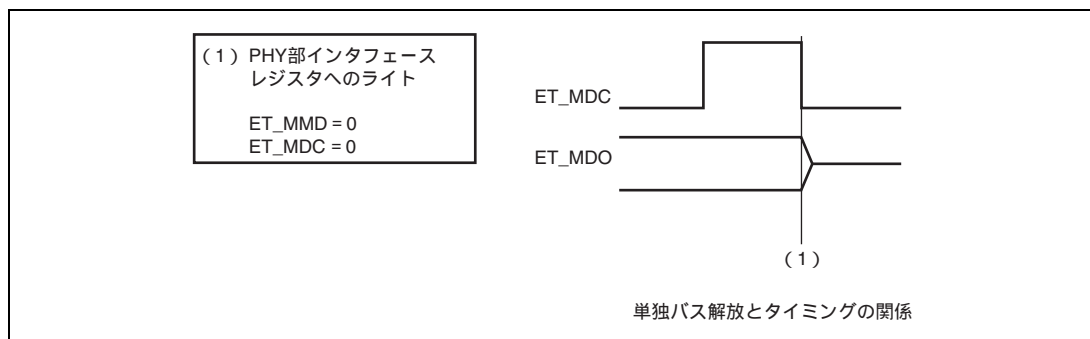 （1）PHY部インタフェース
レジスタへのライト
ET_MMD = 0
ET_MDC = 0
ET_MDC
ET_MDO
（1）
単独バス解放とタイミングの関係